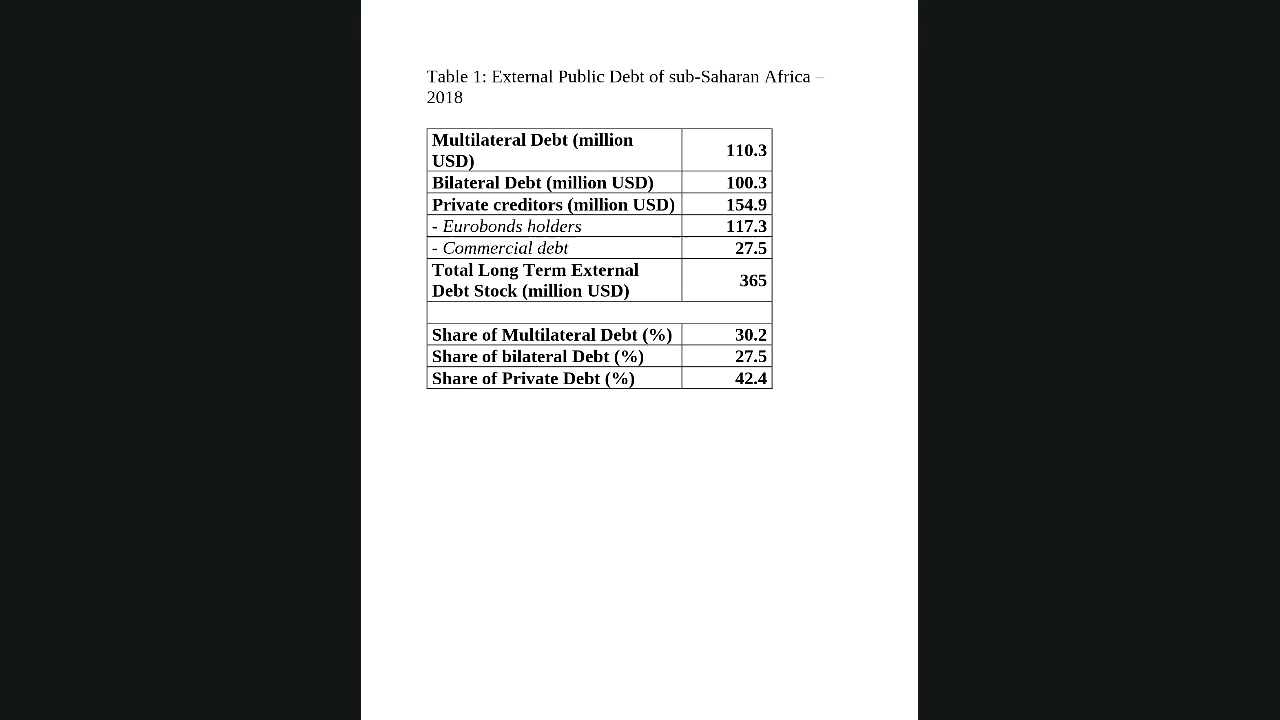 Table 1: External Public Debt of sub-Saharan Africa –
2018
Multilateral Debt (million
USD)
110.3
Bilateral Debt (million USD) 100.3
Private creditors (million USD) 154.9
- Eurobonds holders 117.3
- Commercial debt 27.5
Total Long Term External
Debt Stock (million USD)
365
Share of Multilateral Debt (%) 30.2
Share of bilateral Debt (%) 27.5
Share of Private Debt (%) 42.4